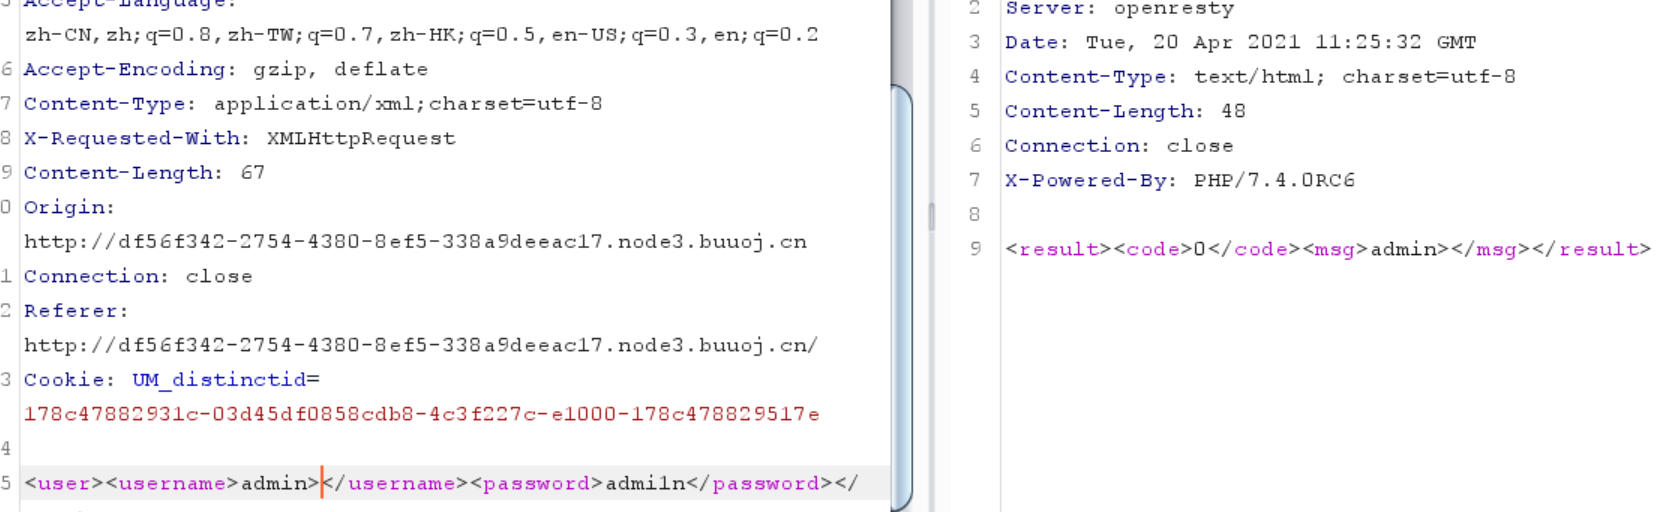 Accept-Language:
zh-CN,zh;q=0.8,zh-TW;q=0.7,zh-HK;q=0.5,en-US;q=0.3,en;q=0.2
6 Accept-Encoding: gzip, deflate
7 Content-Type: application/xml;charset=utf-8
8 X-Requested-With: XMLHttpRequest
9 Content-Length: 67
0 Origin:
http://df56f342-2754-4380-8ef5-338a9deeac17.node3.buuoj.cn
1 Connection: close
2 Referer:
http://df56f342-2754-4380-8ef5-338a9deeac17.node3.buuoj.cn/
3 Cookie: UM_distinctid=
178c47882931c-03d45df0858cdb8-4c3f227c-e1000-178c478829517e
4
5 <user><username>admin></username><password>admi1n</password></
2 Server: openresty
3 Date: Tue, 20 Apr 2021 11:25:32 GMT
4 Content-Type: text/html; charset=utf-8
5 Content-Length: 48
6 Connection: close
7 X-Powered-By: PHP/7.4.0RC6
8
9 <result><code>0</code><msg>admin></msg></result>